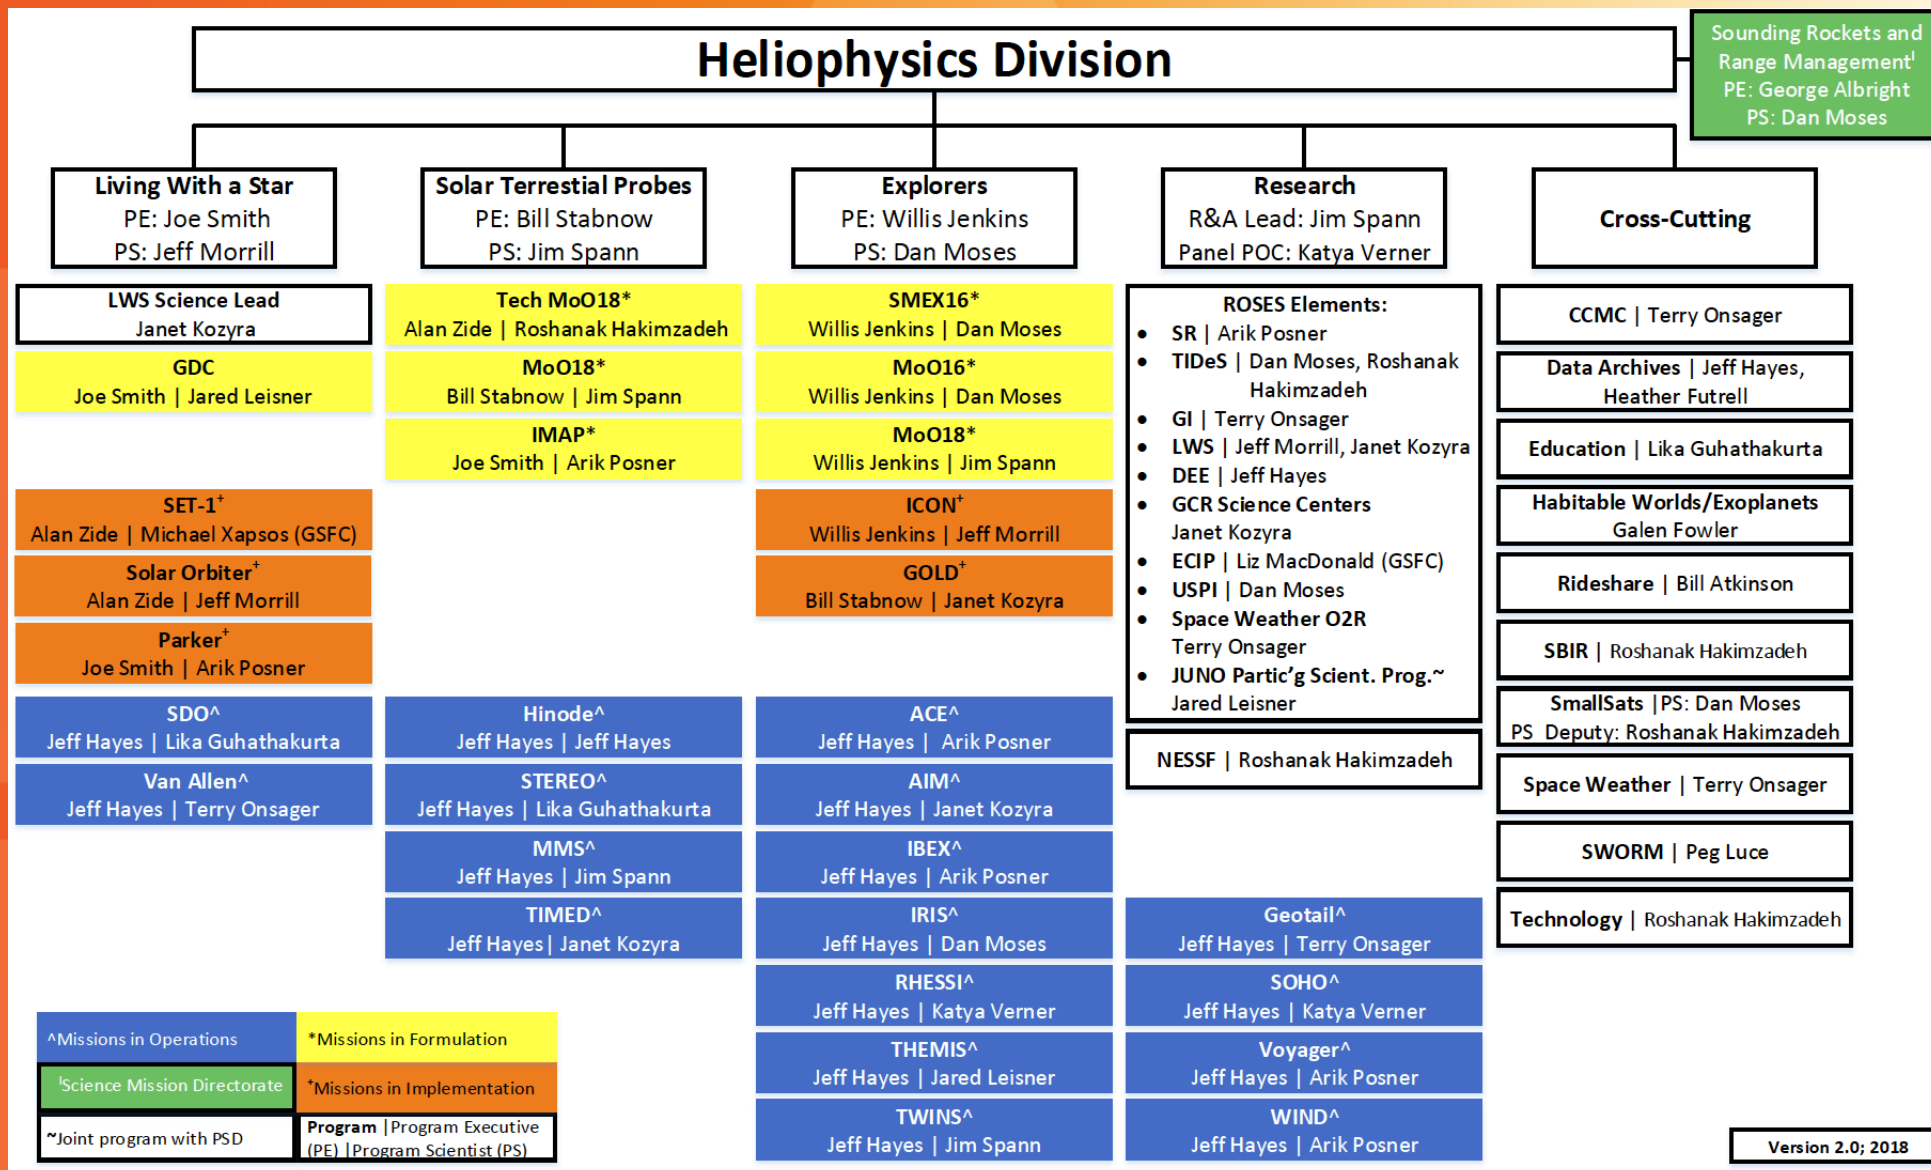 Heliophysics Division
Sounding Rockets and
Range Management^l
PE: George Albright
PS: Dan Moses
Living With a Star
PE: Joe Smith
PS: Jeff Morrill
LWS Science Lead
Janet Kozyra
GDC
Joe Smith | Jared Leisner
SET-1⁺
Alan Zide | Michael Xapsos (GSFC)
Solar Orbiter⁺
Alan Zide | Jeff Morrill
Parker⁺
Joe Smith | Arik Posner
SDO^
Jeff Hayes | Lika Guhathakurta
Van Allen^
Jeff Hayes | Terry Onsager
Solar Terrestial Probes
PE: Bill Stabnow
PS: Jim Spann
Tech MoO18*
Alan Zide | Roshanak Hakimzadeh
MoO18*
Bill Stabnow | Jim Spann
IMAP*
Joe Smith | Arik Posner
Hinode^
Jeff Hayes | Jeff Hayes
STEREO^
Jeff Hayes | Lika Guhathakurta
MMS^
Jeff Hayes | Jim Spann
TIMED^
Jeff Hayes| Janet Kozyra
Explorers
PE: Willis Jenkins
PS: Dan Moses
SMEX16*
Willis Jenkins | Dan Moses
MoO16*
Willis Jenkins | Dan Moses
MoO18*
Willis Jenkins | Jim Spann
ICON⁺
Willis Jenkins | Jeff Morrill
GOLD⁺
Bill Stabnow | Janet Kozyra
ACE^
Jeff Hayes | Arik Posner
AIM^
Jeff Hayes | Janet Kozyra
IBEX^
Jeff Hayes | Arik Posner
IRIS^
Jeff Hayes | Dan Moses
RHESSI^
Jeff Hayes | Katya Verner
THEMIS^
Jeff Hayes | Jared Leisner
TWINS^
Jeff Hayes | Jim Spann
Research
R&A Lead: Jim Spann
Panel POC: Katya Verner
ROSES Elements:
• SR | Arik Posner
• TIDeS | Dan Moses, Roshanak
Hakimzadeh
• GI | Terry Onsager
• LWS | Jeff Morrill, Janet Kozyra
• DEE | Jeff Hayes
• GCR Science Centers
Janet Kozyra
• ECIP | Liz MacDonald (GSFC)
• USPI | Dan Moses
• Space Weather O2R
Terry Onsager
• JUNO Partic'g Scient. Prog.~
Jared Leisner
NESSF | Roshanak Hakimzadeh
Geotail^
Jeff Hayes | Terry Onsager
SOHO^
Jeff Hayes | Katya Verner
Voyager^
Jeff Hayes | Arik Posner
WIND^
Jeff Hayes | Arik Posner
Cross-Cutting
CCMC | Terry Onsager
Data Archives | Jeff Hayes,
Heather Futrell
Education | Lika Guhathakurta
Habitable Worlds/Exoplanets
Galen Fowler
Rideshare | Bill Atkinson
SBIR | Roshanak Hakimzadeh
SmallSats |PS: Dan Moses
PS Deputy: Roshanak Hakimzadeh
Space Weather | Terry Onsager
SWORM | Peg Luce
Technology | Roshanak Hakimzadeh
^Missions in Operations
*Missions in Formulation
^lScience Mission Directorate
⁺Missions in Implementation
~Joint program with PSD
Program |Program Executive
(PE) |Program Scientist (PS)
Version 2.0; 2018